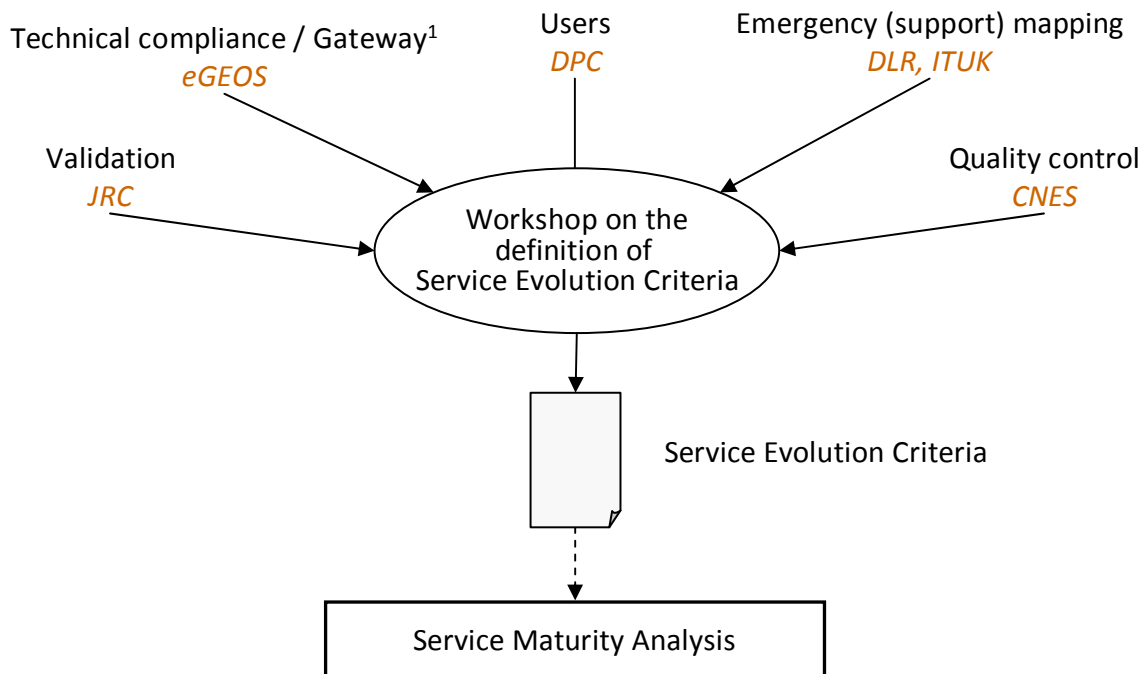 Technical compliance / Gateway1
eGEOS
Users
DPC
Emergency (support) mapping
DLR, ITUK
Validation
JRC
Quality control
CNES
Workshop on the
definition of
Service Evolution Criteria
Service Evolution Criteria
Service Maturity Analysis